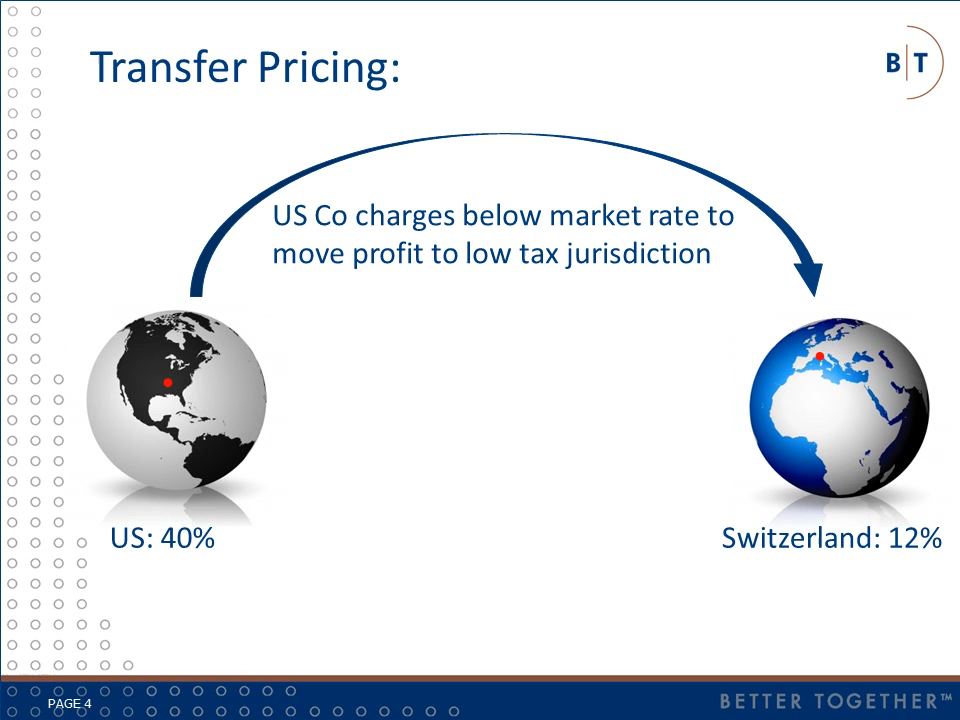 Transfer Pricing:
B|T
US Co charges below market rate to
move profit to low tax jurisdiction
US: 40%
Switzerland: 12%
PAGE 4
BETTER TOGETHER™